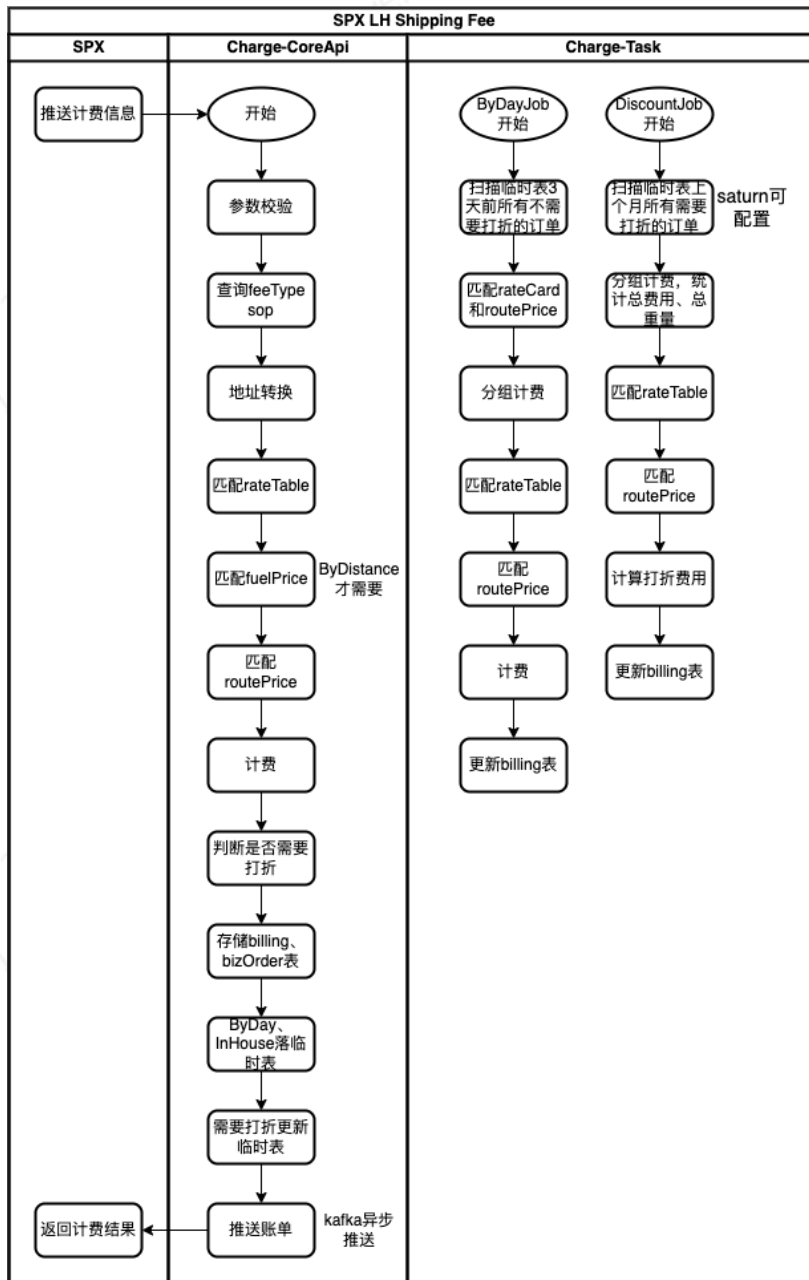 SPX LH Shipping Fee
SPX
Charge-CoreApi
Charge-Task
推送计费信息
开始
参数校验
查询feeType
sop
地址转换
匹配rateTable
匹配fuelPrice
ByDistance
才需要
匹配
routePrice
计费
判断是否需要
打折
存储billing、
bizOrder表
ByDay、
InHouse落临
时表
需要打折更新
临时表
推送账单
kafka异步
推送
返回计费结果
ByDayJob
开始
扫描临时表3
天前所有不需
要打折的订单
匹配rateCard
和routePrice
分组计费
匹配rateTable
匹配
routePrice
计费
更新billing表
DiscountJob
开始
扫描临时表上
个月所有需要
打折的订单
saturn可
配置
分组计费，统
计总费用、总
重量
匹配rateTable
匹配
routePrice
计算打折费用
更新billing表